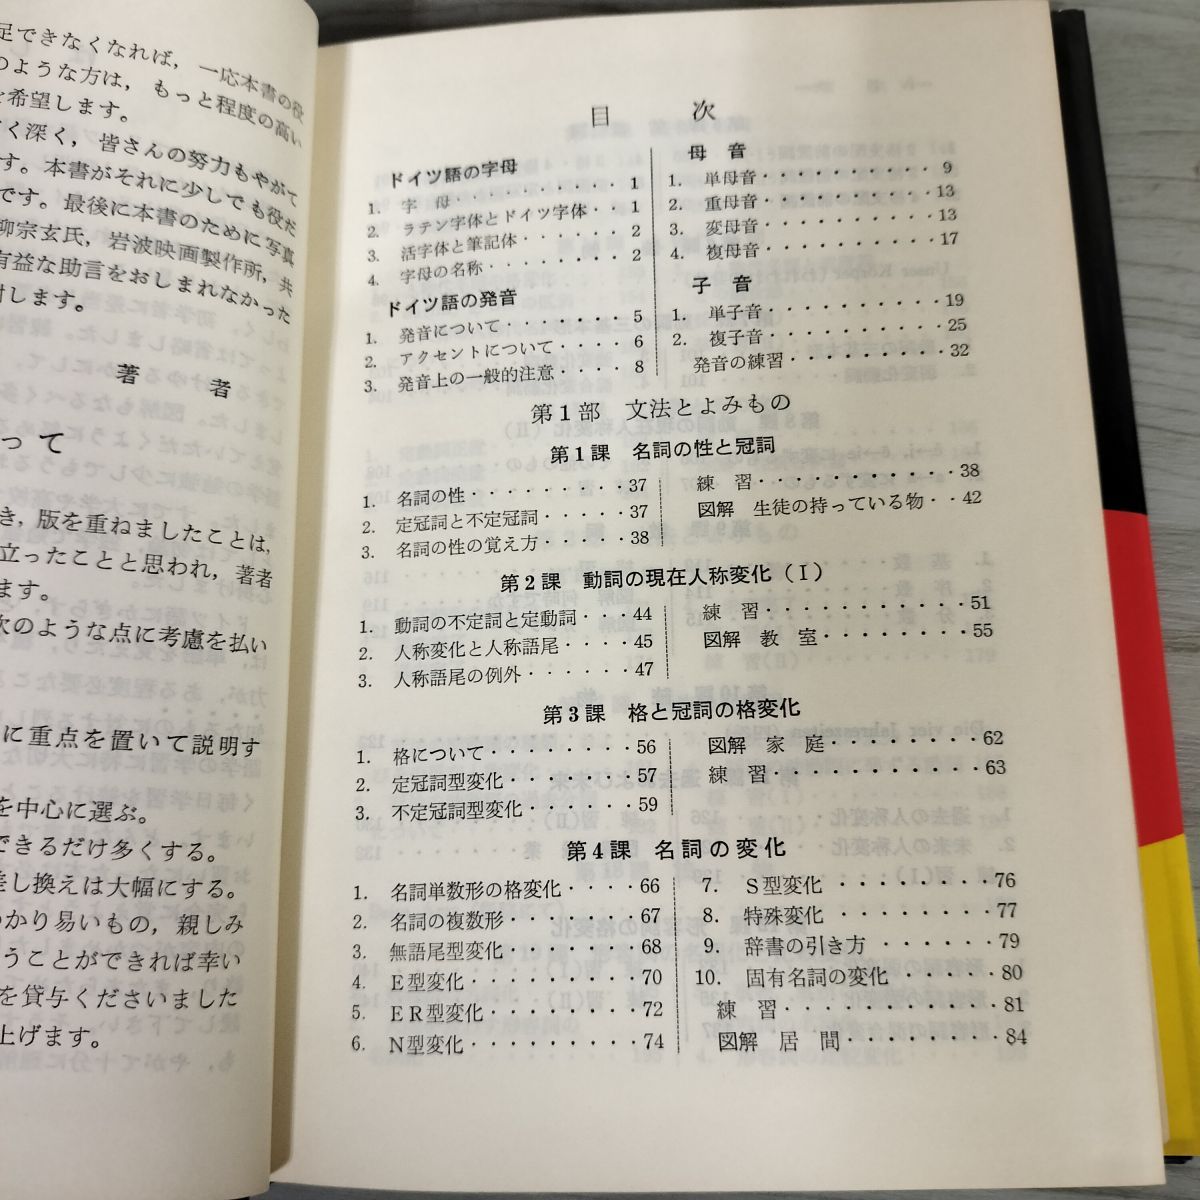 足できなくなれば，一応本書の役
のような方は，もっと程度の高い
希望します。
く深く，皆さんの努力もやがて
す。本書がそれに少しでも役だ
です。最後に本書のために写真
柳宗玄氏，岩波映画製作所，共
有益な助言をおしまれなかった
します。
著者
って
き，版を重ねましたことは，
立ったことと思われ，著者
ます。
次のような点に考慮を払い
に重点を置いて説明す
を中心に選ぶ。
できるだけ多くする。
差し換えは大幅にする。
わかり易いもの，親しみ
うことができれば幸い
を貸与くださいました
上げます。
目次
ドイツ語の字母
1. 字母・・・・・・・・・1
2. ラテン字体とドイツ字体・・1
3. 活字体と筆記体・・・・・・2
4. 字母の名称・・・・・・・・2
ドイツ語の発音
1. 発音について・・・・・・・5
2. アクセントについて・・・・6
3. 発音上の一般的注意・・・・8
母音
1. 単母音・・・・・・・・・9
2. 重母音・・・・・・・・・13
3. 変母音・・・・・・・・・13
4. 複母音・・・・・・・・・17
子音
1. 単子音・・・・・・・・・19
2. 複子音・・・・・・・・・25
発音の練習・・・・・・・・・32
第1部 文法とよみもの
第1課 名詞の性と冠詞
1. 名詞の性・・・・・・・・・37
2. 定冠詞と不定冠詞・・・・・37
3. 名詞の性の覚え方・・・・・38
練習・・・・・・・・・・・38
図解 生徒の持っている物・・42
第2課 動詞の現在人称変化（I）
1. 動詞の不定詞と定動詞・・・44
2. 人称変化と人称語尾・・・・45
3. 人称語尾の例外・・・・・・47
練習・・・・・・・・・・・51
図解 教室・・・・・・・・55
第3課 格と冠詞の格変化
1. 格について・・・・・・・・56
2. 定冠詞型変化・・・・・・・57
3. 不定冠詞型変化・・・・・・59
図解 家庭・・・・・・・・62
練習・・・・・・・・・・・63
第4課 名詞の変化
1. 名詞単数形の格変化・・・・66
2. 名詞の複数形・・・・・・・67
3. 無語尾型変化・・・・・・・68
4. E型変化・・・・・・・・・70
5. ER型変化・・・・・・・・72
6. N型変化・・・・・・・・・74
7. S型変化・・・・・・・・76
8. 特殊変化・・・・・・・・77
9. 辞書の引き方・・・・・・79
10. 固有名詞の変化・・・・・80
練習・・・・・・・・・・・81
図解 居間・・・・・・・・・84